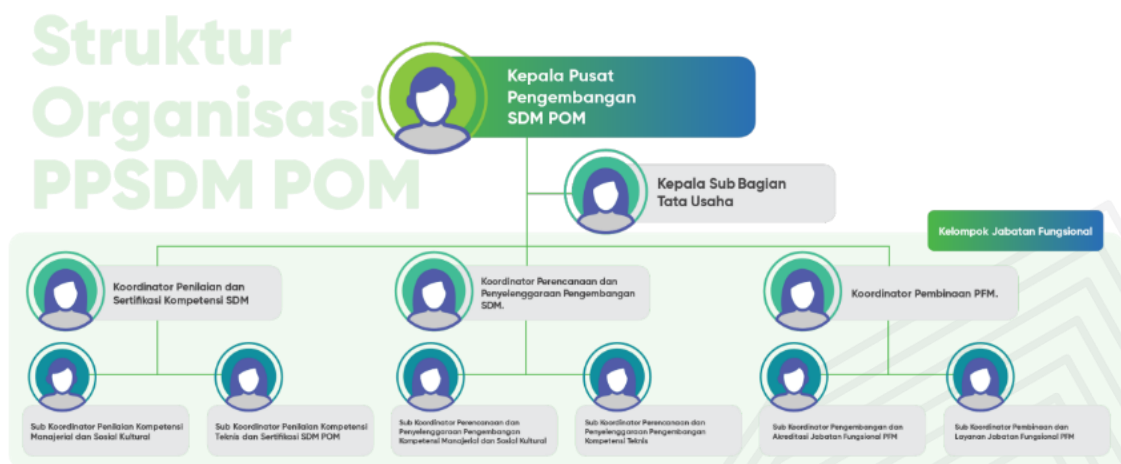 Struktur
Organisasi
PPSDM POM
Kepala Pusat
Pengembangan
SDM POM
Kepala Sub Bagian
Tata Usaha
Kelompok Jabatan Fungsional
Koordinator Penilaian dan
Sertifikasi Kompetensi SDM
Koordinator Perencanaan dan
Penyelenggaraan Pengembangan
SDM.
Koordinator Pembinaan PFM.
Sub Koordinator Penilaian Kompetensi
Manajerial dan Sosial Kultural
Sub Koordinator Penilaian Kompetensi
Teknis dan Sertifikasi SDM POM
Sub Koordinator Perencanaan dan
Penyelenggaraan Pengembangan
Kompetensi Manajerial dan Sosial Kultural
Sub Koordinator Perencanaan dan
Penyelenggaraan Pengembangan
Kompetensi Teknis
Sub Koordinator Pengembangan dan
Akreditasi Jabatan Fungsional PFM
Sub Koordinator Pembinaan dan
Layanan Jabatan Fungsional PFM